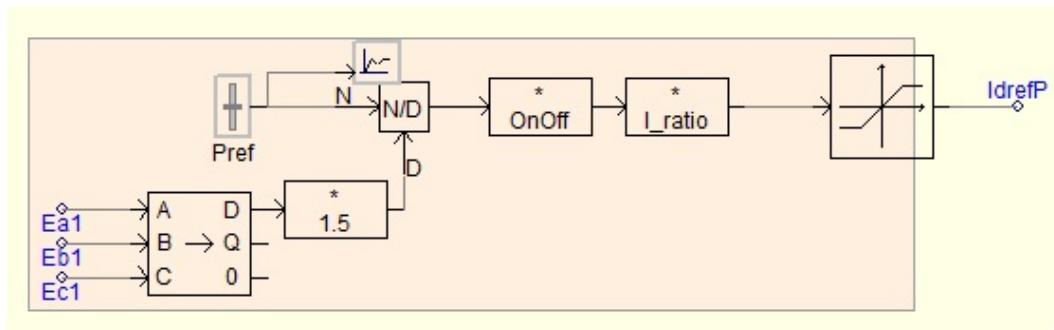 IdrefP
N
N/D
*
OnOff
*
I_ratio
Pref
D
*
1.5
Ea1
Eb1
Ec1
A
D
B
Q
C
0